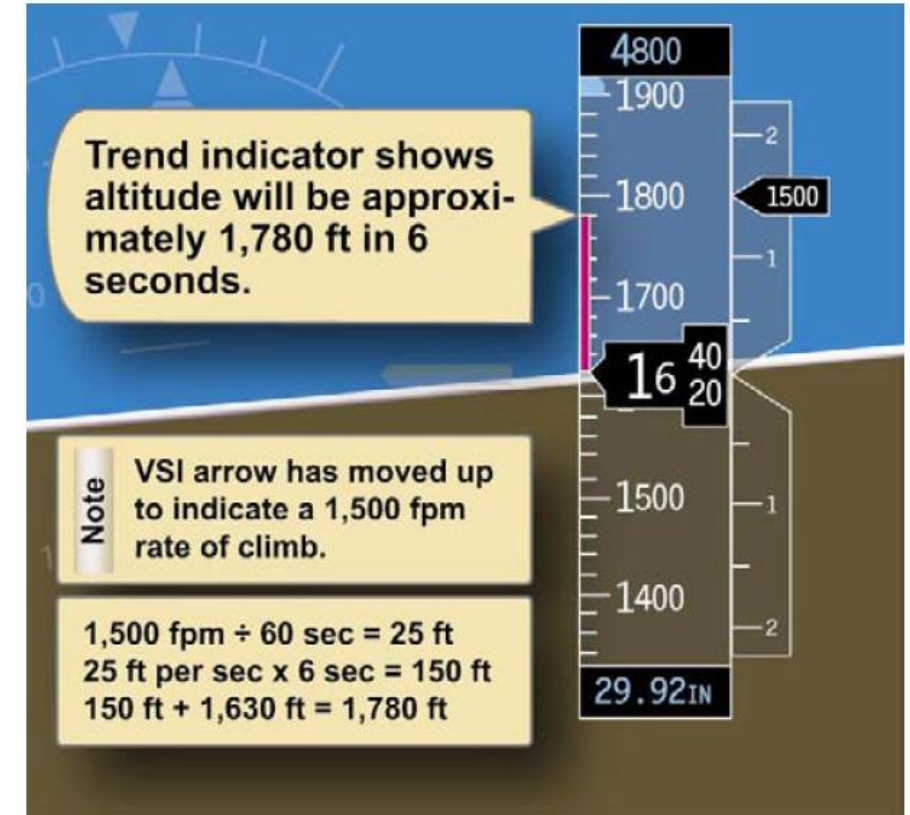 4800
1900
Trend indicator shows
altitude will be approxi-
mately 1,780 ft in 6
seconds.
2
1800
1500
1
1700
16 40
20
Note
VSI arrow has moved up
to indicate a 1,500 fpm
rate of climb.
1500
1
1400
2
1,500 fpm ÷ 60 sec = 25 ft
25 ft per sec x 6 sec = 150 ft
150 ft + 1,630 ft = 1,780 ft
29.92IN